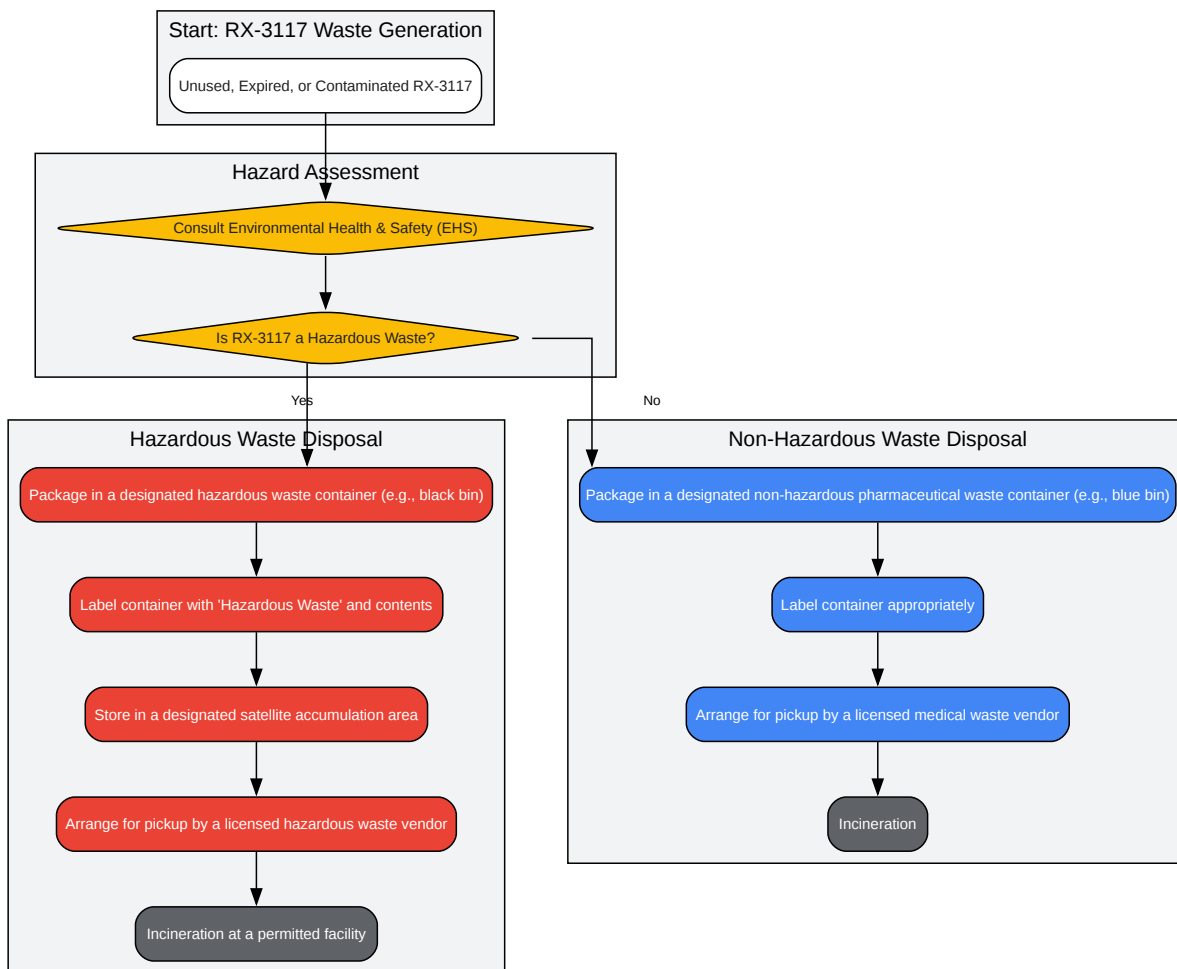 Start: RX-3117 Waste Generation
Unused, Expired, or Contaminated RX-3117
Hazard Assessment
Consult Environmental Health & Safety (EHS)
Is RX-3117 a Hazardous Waste?
Yes
No
Hazardous Waste Disposal
Package in a designated hazardous waste container (e.g., black bin)
Label container with 'Hazardous Waste' and contents
Store in a designated satellite accumulation area
Arrange for pickup by a licensed hazardous waste vendor
Incineration at a permitted facility
Non-Hazardous Waste Disposal
Package in a designated non-hazardous pharmaceutical waste container (e.g., blue bin)
Label container appropriately
Arrange for pickup by a licensed medical waste vendor
Incineration